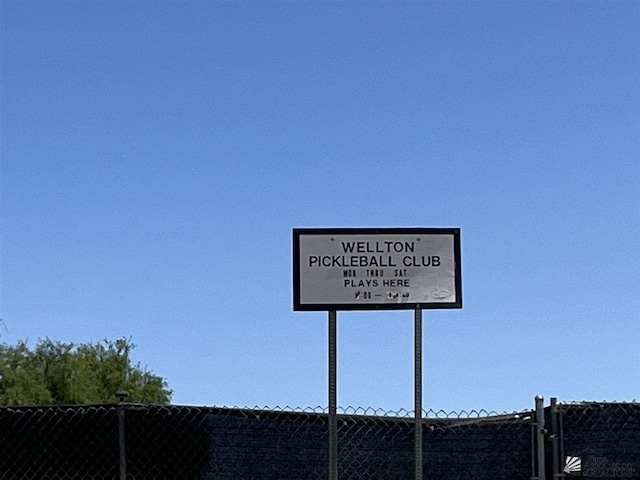 WELLTON
PICKLEBALL CLUB
MON THRU SAT
PLAYS HERE